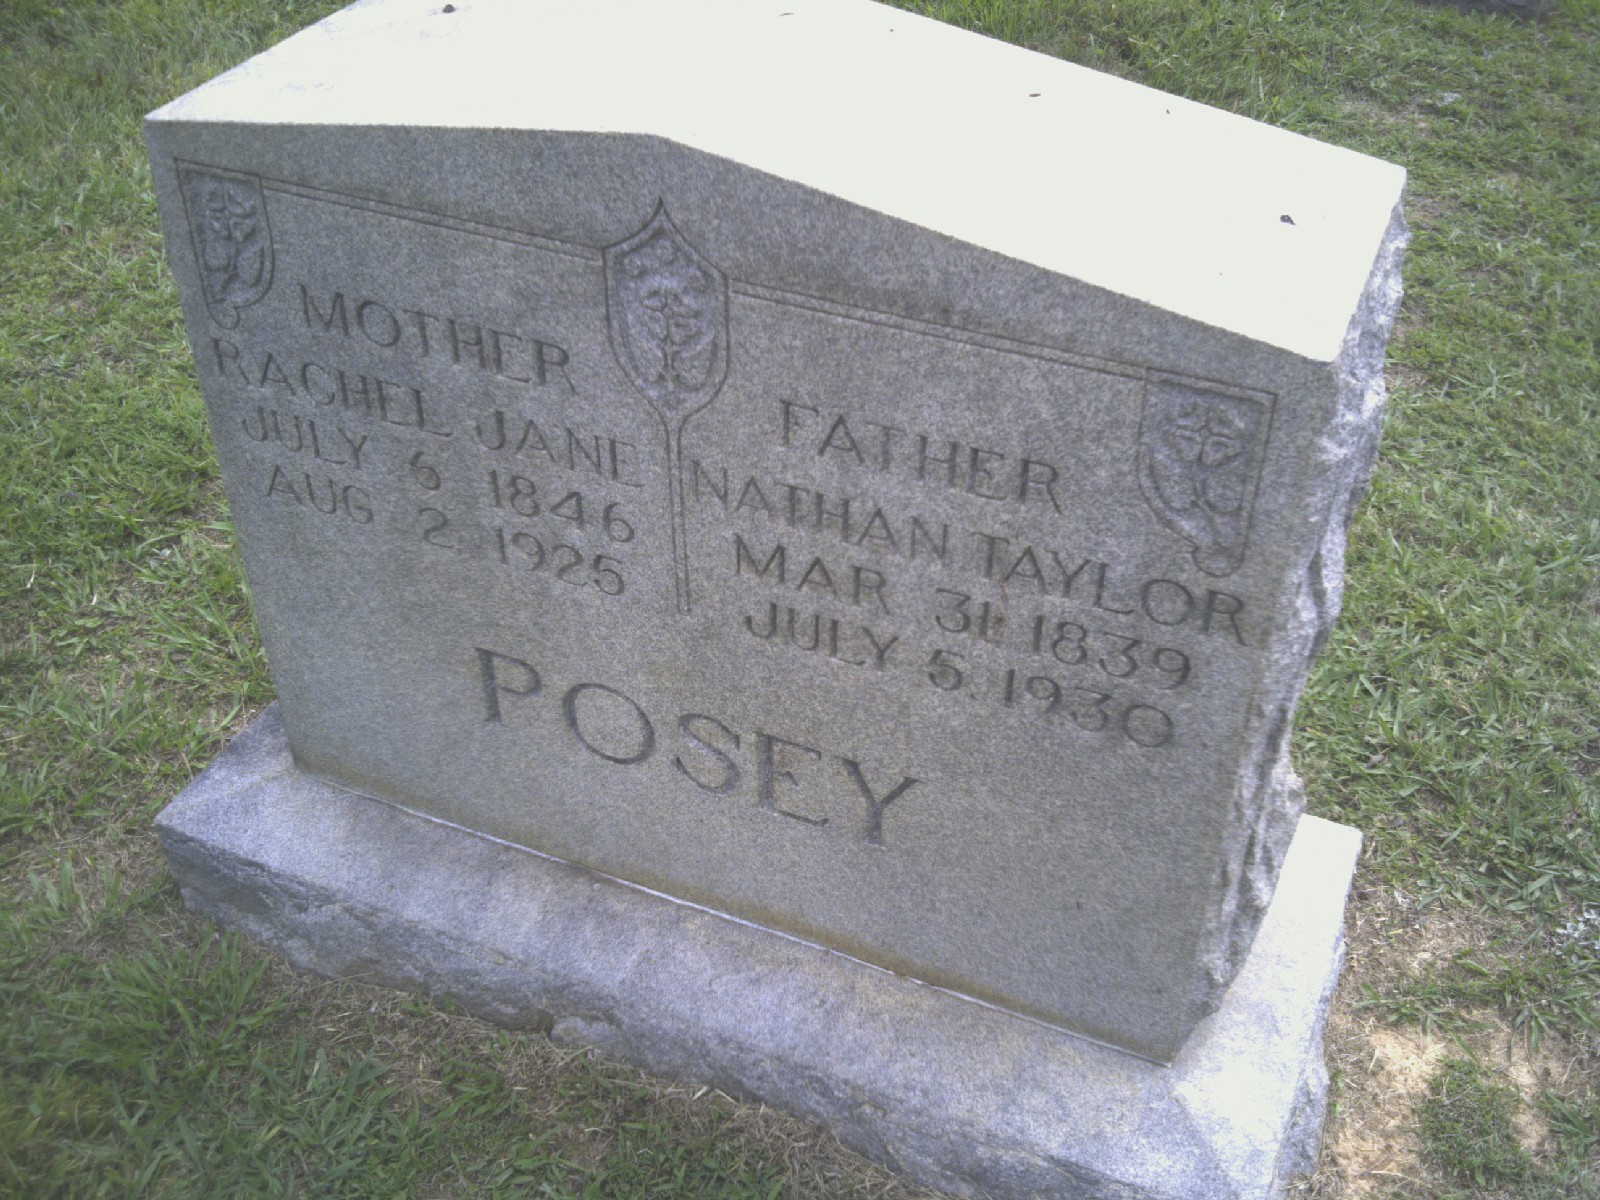 MOTHER
RACHEL JANE
JULY 6 1846
AUG 2 1925
FATHER
NATHAN TAYLOR
MAR 31 1839
JULY 5 1930
POSEY